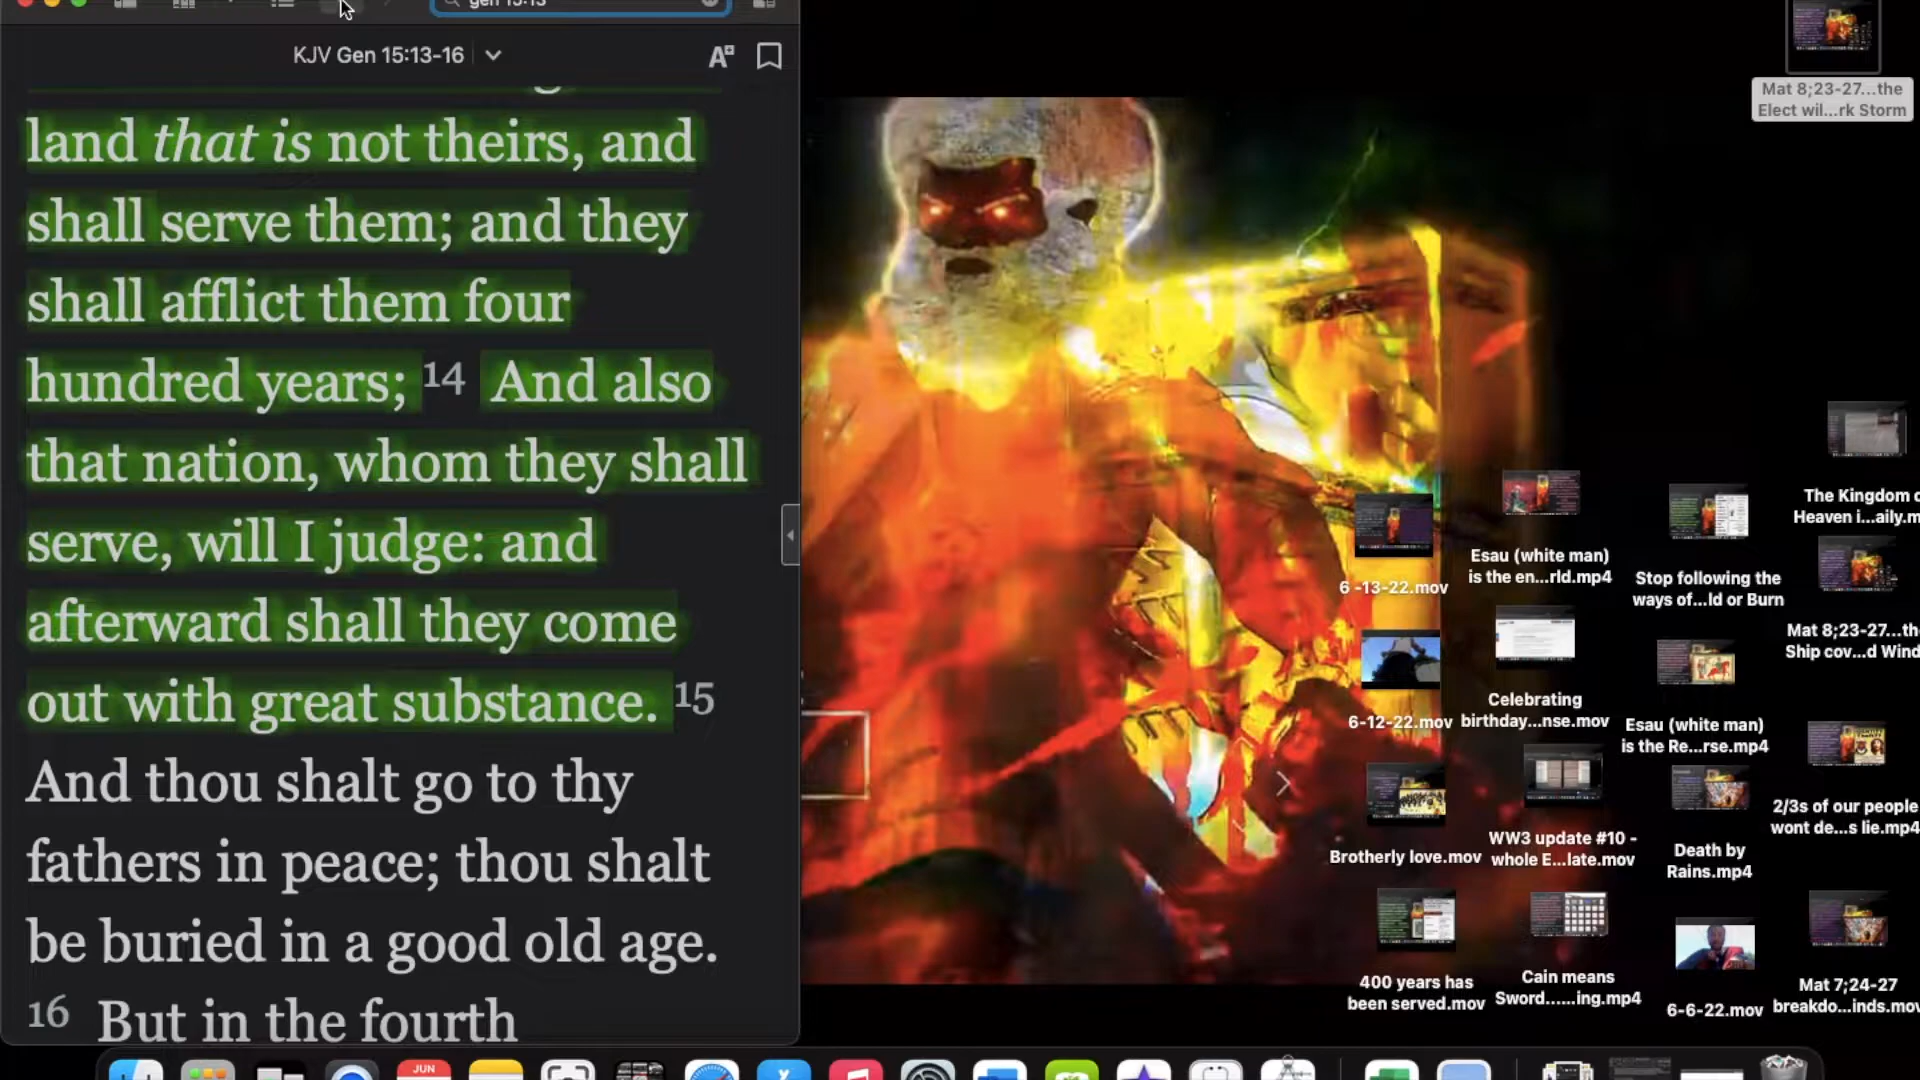 gen 15:13
KJV Gen 15:13-16
land that is not theirs, and
shall serve them; and they
shall afflict them four
hundred years; 14 And also
that nation, whom they shall
serve, will I judge: and
afterward shall they come
out with great substance. 15
And thou shalt go to thy
fathers in peace; thou shalt
be buried in a good old age.
16 But in the fourth
Mat 8;23-27...the
Elect wil...rk Storm
The Kingdom o
Heaven i...aily.m
6 -13-22.mov
Esau (white man)
is the en...rld.mp4
Stop following the
ways of...ld or Burn
Mat 8;23-27...th
Ship cov...d Wind
6-12-22.mov
Celebrating
birthday...nse.mov
Esau (white man)
is the Re...rse.mp4
2/3s of our people
wont de...s lie.mp4
Brotherly love.mov
WW3 update #10 -
whole E...late.mov
Death by
Rains.mp4
400 years has
been served.mov
Cain means
Sword......ing.mp4
6-6-22.mov
Mat 7;24-27
breakdo...inds.mov
JUN